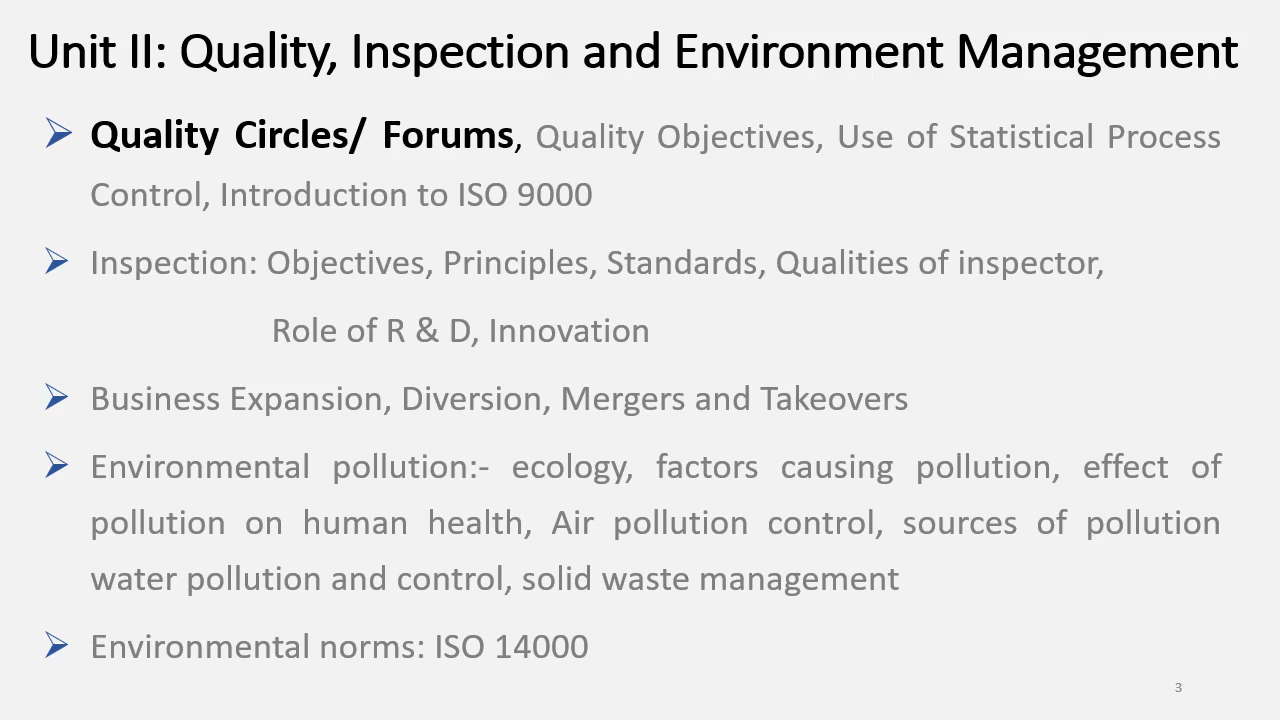 Unit II: Quality, Inspection and Environment Management
Quality Circles/ Forums, Quality Objectives, Use of Statistical Process
Control, Introduction to ISO 9000
Inspection: Objectives, Principles, Standards, Qualities of inspector,
Role of R & D, Innovation
Business Expansion, Diversion, Mergers and Takeovers
Environmental pollution:- ecology, factors causing pollution, effect of
pollution on human health, Air pollution control, sources of pollution
water pollution and control, solid waste management
Environmental norms: ISO 14000
3